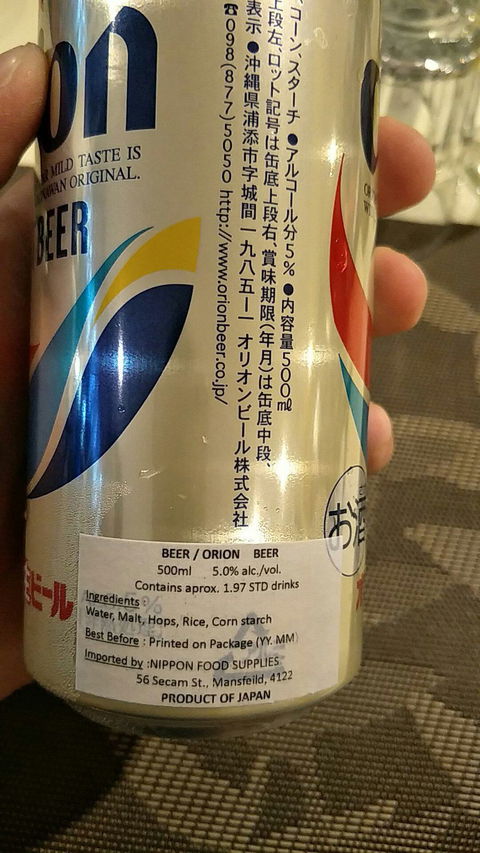 on
MILD TASTE IS
ORIGINAL.
BEER
コーンスターチ ●アルコール分5% ●内容量500㎖
上段左、ロット記号は缶底上段右、賞味期限(年月)は缶底中段、
表示 ●沖縄県浦添市字城間一九八五-一 オリオンビール株式会社
☎098(877)5050 http://www.orionbeer.co.jp/
お酒
ビール
BEER / ORION BEER
500ml 5.0% alc./vol.
Contains aprox. 1.97 STD drinks
Ingredients :
Water, Malt, Hops, Rice, Corn starch
Best Before : Printed on Package (YY. MM)
Imported by :NIPPON FOOD SUPPLIES
56 Secam St., Mansfeild, 4122
PRODUCT OF JAPAN